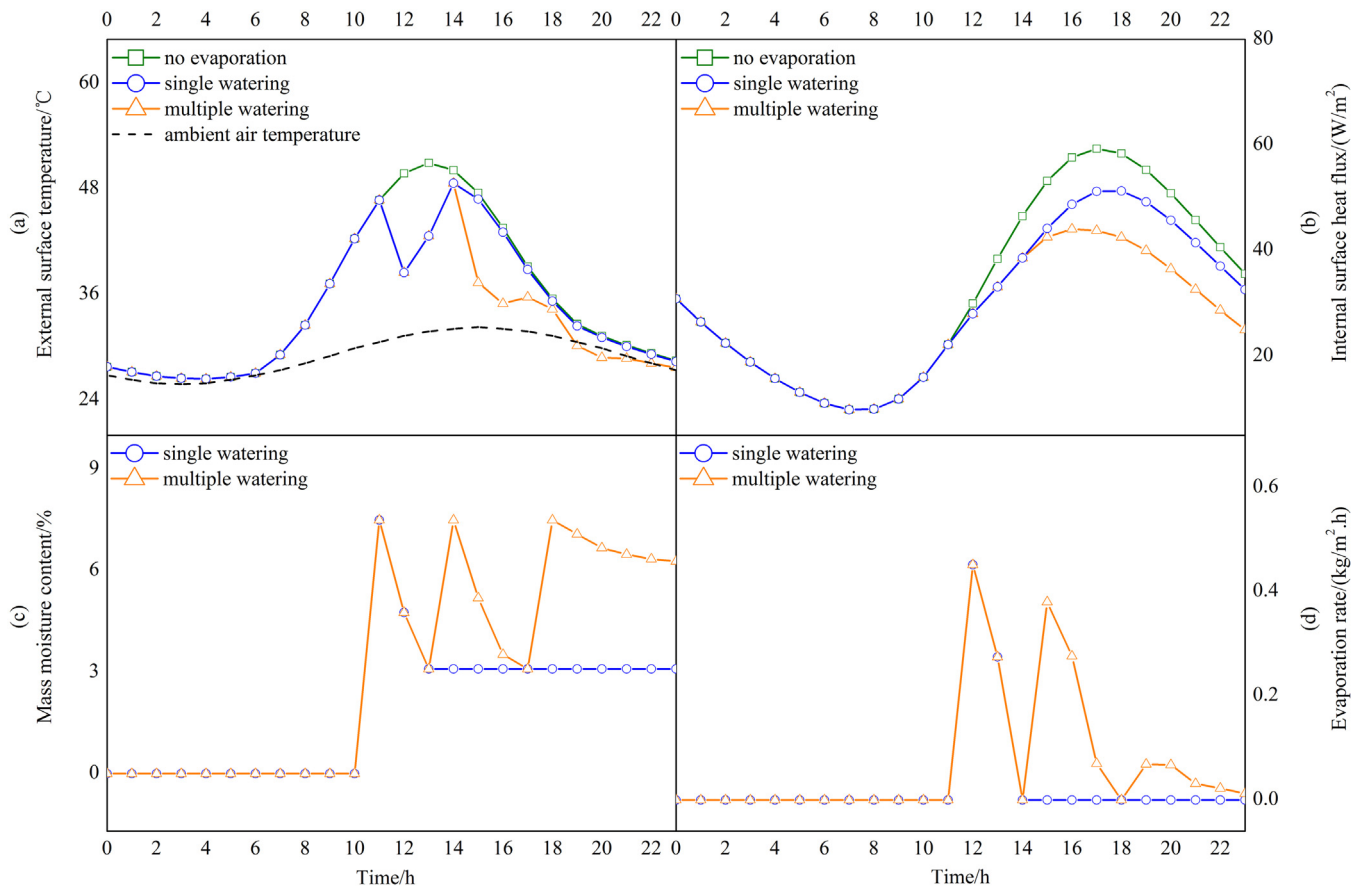 0 2 4 6 8 10 12 14 16 18 20 22 0 2 4 6 8 10 12 14 16 18 20 22
(a)
External surface temperature/℃
60
48
36
24
no evaporation
single watering
multiple watering
ambient air temperature
no evaporation
single watering
multiple watering
80
60
40
20
(b)
Internal surface heat flux/(W/m²)
(c)
Mass moisture content/%
9
6
3
0
single watering
multiple watering
single watering
multiple watering
0.6
0.4
0.2
0.0
(d)
Evaporation rate/(kg/m².h)
0 2 4 6 8 10 12 14 16 18 20 22 0 2 4 6 8 10 12 14 16 18 20 22
Time/h Time/h